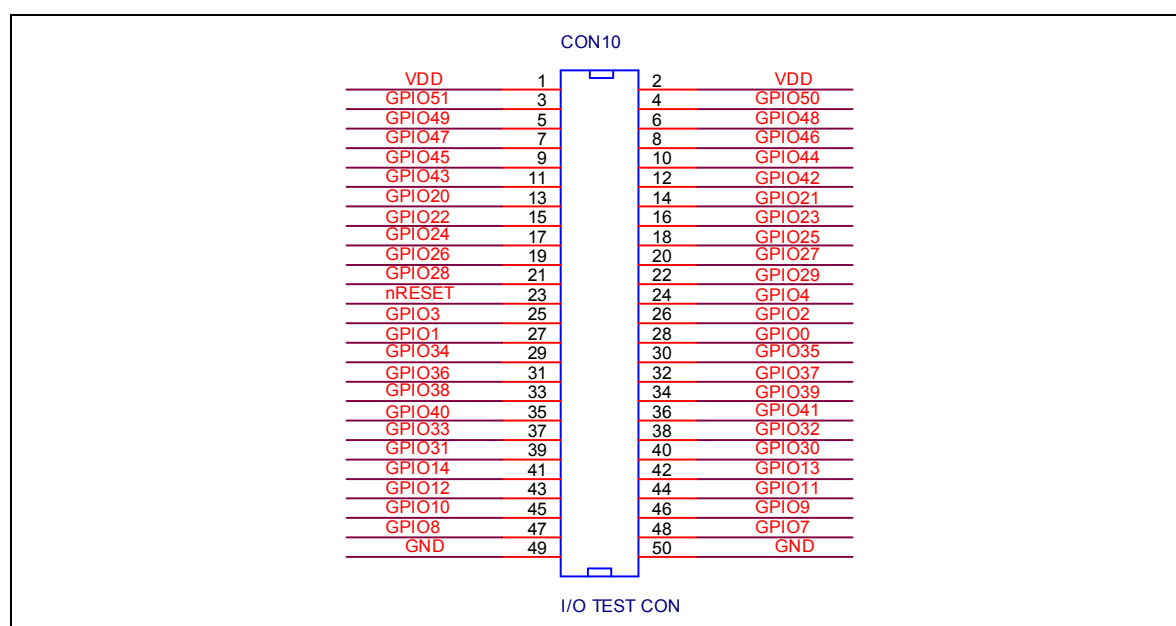 CON10
VDD 1 2 VDD
GPIO51 3 4 GPIO50
GPIO49 5 6 GPIO48
GPIO47 7 8 GPIO46
GPIO45 9 10 GPIO44
GPIO43 11 12 GPIO42
GPIO20 13 14 GPIO21
GPIO22 15 16 GPIO23
GPIO24 17 18 GPIO25
GPIO26 19 20 GPIO27
GPIO28 21 22 GPIO29
nRESET 23 24 GPIO4
GPIO3 25 26 GPIO2
GPIO1 27 28 GPIO0
GPIO34 29 30 GPIO35
GPIO36 31 32 GPIO37
GPIO38 33 34 GPIO39
GPIO40 35 36 GPIO41
GPIO33 37 38 GPIO32
GPIO31 39 40 GPIO30
GPIO14 41 42 GPIO13
GPIO12 43 44 GPIO11
GPIO10 45 46 GPIO9
GPIO8 47 48 GPIO7
GND 49 50 GND
I/O TEST CON